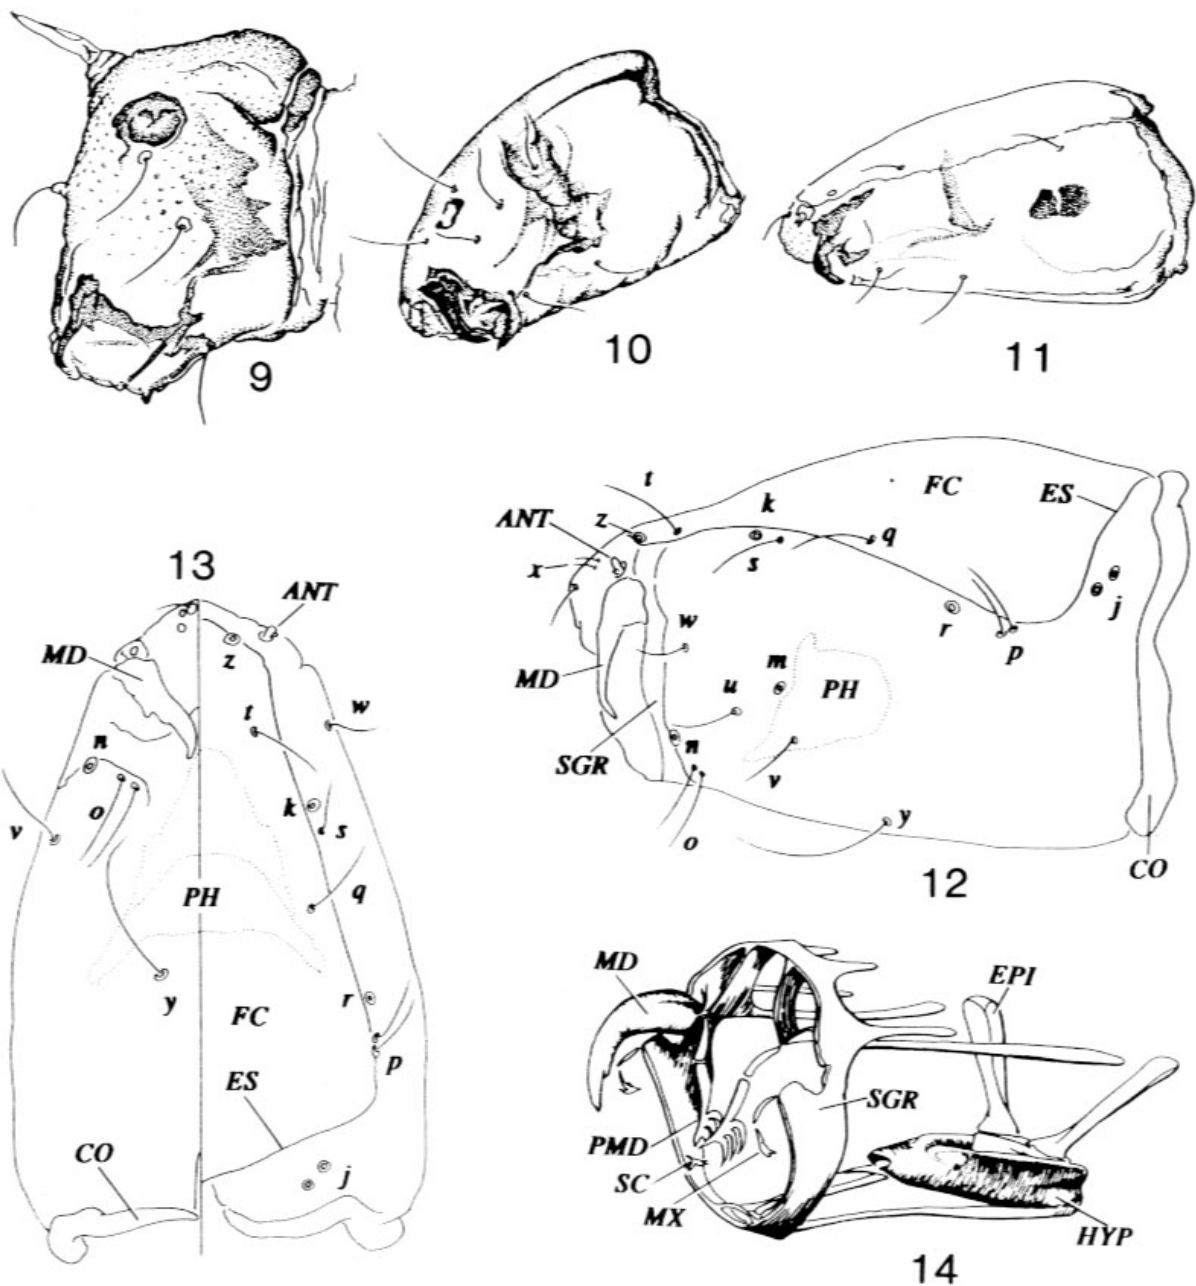 9
10
11
t
FC
ES
k
ANT
z
q
s
x
j
w
r
p
m
MD
u
PH
n
SGR
v
y
o
12
CO
13
ANT
MD
z
t
w
n
k
o
s
v
q
PH
y
r
FC
p
ES
CO
j
MD
EPI
SGR
PMD
SC
MX
HYP
14